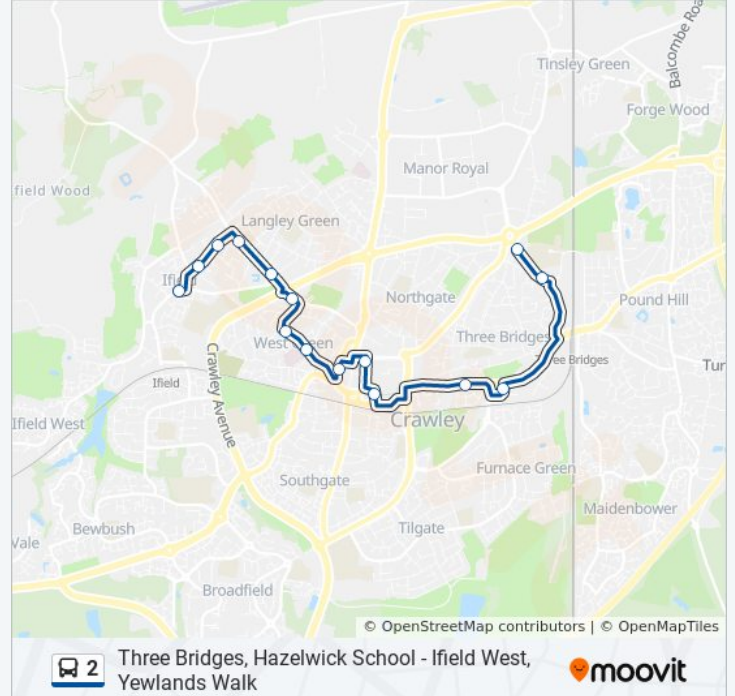 Balcombe Roa
Tinsley Green
Forge Wood
Manor Royal
field Wood
Langley Green
Ifield
Northgate
Pound Hill
West Green
Three Bridges
Three Bridges
Tur
Ifield
Crawley Avenue
Ifield West
Crawley
Furnace Green
Southgate
Maidenbower
Bewbush
Tilgate
Vale
Broadfield
© OpenStreetMap contributors | © OpenMapTiles
2
Three Bridges, Hazelwick School - Ifield West,
Yewlands Walk
moovit